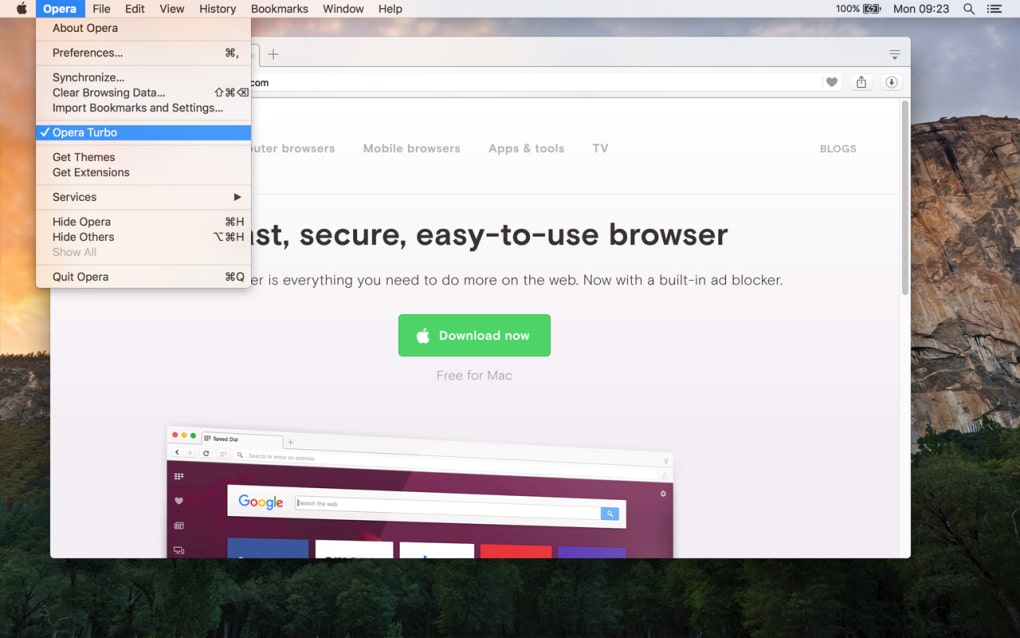 Opera File Edit View History Bookmarks Window Help 100% Mon 09:23
About Opera
Preferences... ⌘,
Synchronize...
Clear Browsing Data... ⇧⌘⌫
Import Bookmarks and Settings...
✓ Opera Turbo
Get Themes
Get Extensions
Services ▶
Hide Opera ⌘H
Hide Others ⌥⌘H
Show All
Quit Opera ⌘Q
.com
uter browsers Mobile browsers Apps & tools TV BLOGS
st, secure, easy-to-use browser
er is everything you need to do more on the web. Now with a built-in ad blocker.
Download now
Free for Mac
Speed Dial
Search or enter an address
Google Search the web